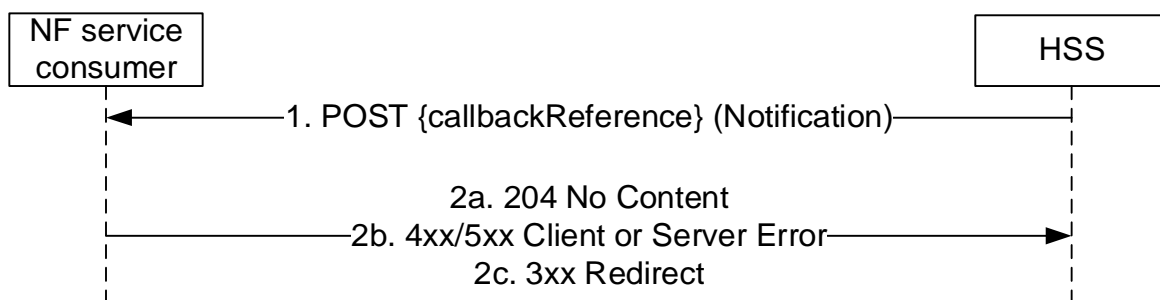 NF service
consumer
HSS
1. POST {callbackReference} (Notification)
2a. 204 No Content
2b. 4xx/5xx Client or Server Error
2c. 3xx Redirect